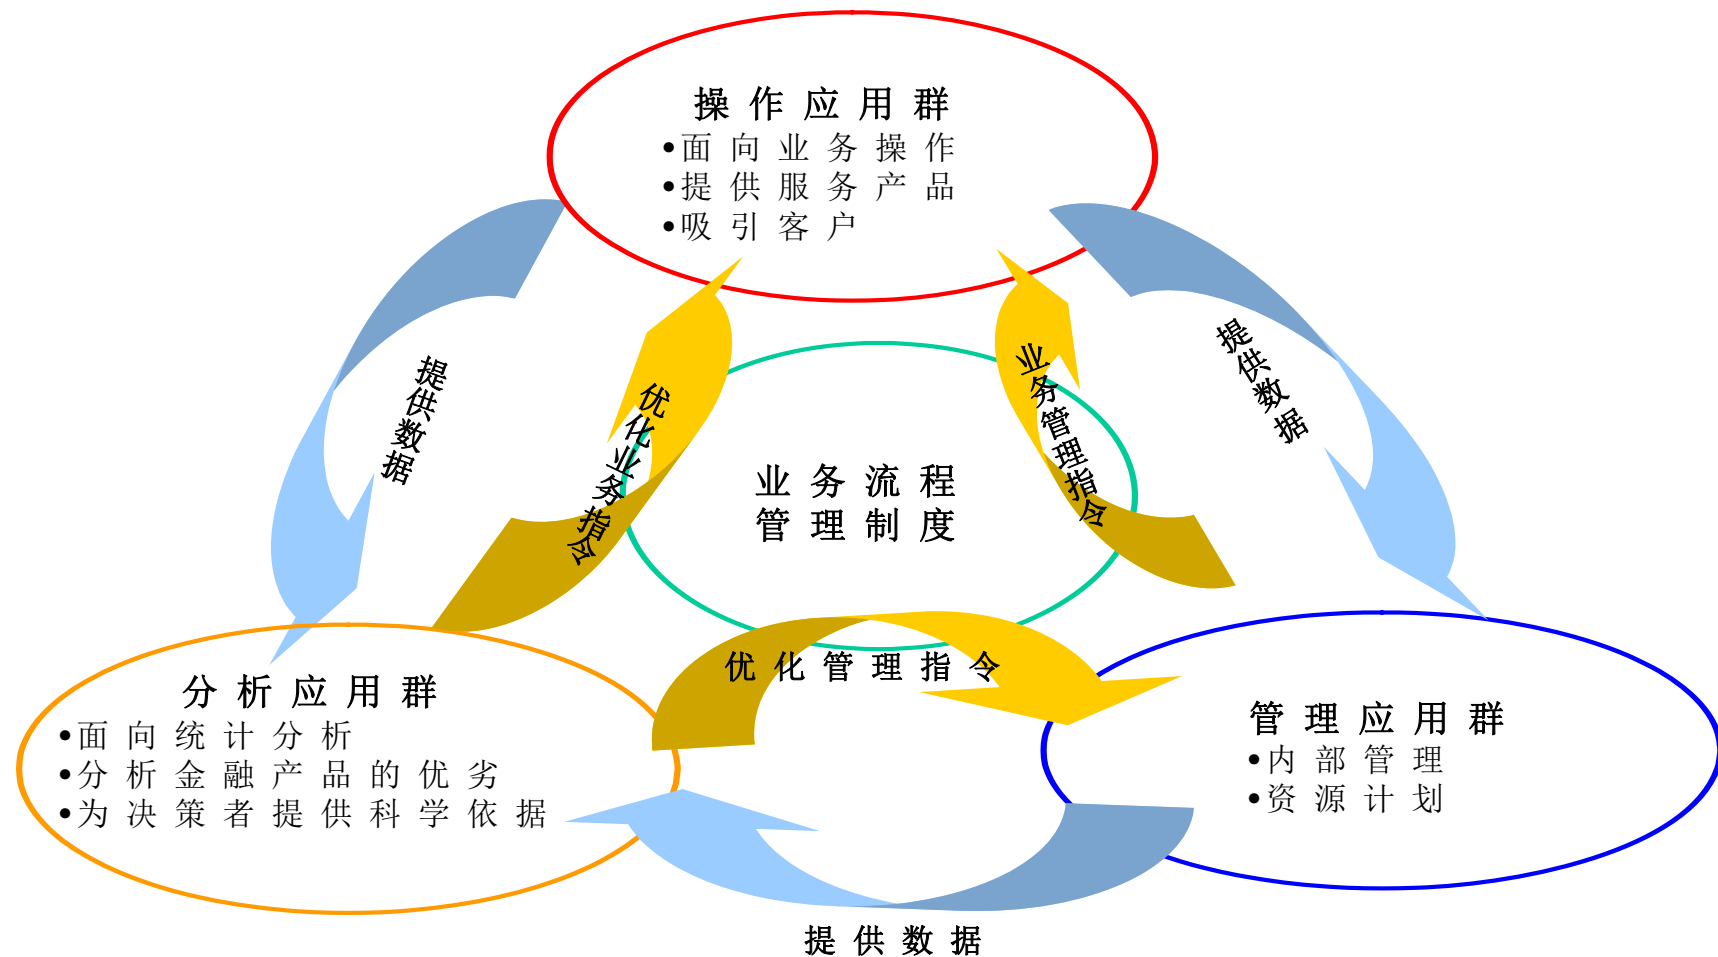 操作应用群
•面向业务操作
•提供服务产品
•吸引客户
提供数据
优化业务指令
业务管理指令
提供数据
业务流程
管理制度
优化管理指令
分析应用群
•面向统计分析
•分析金融产品的优劣
•为决策者提供科学依据
管理应用群
•内部管理
•资源计划
提供数据